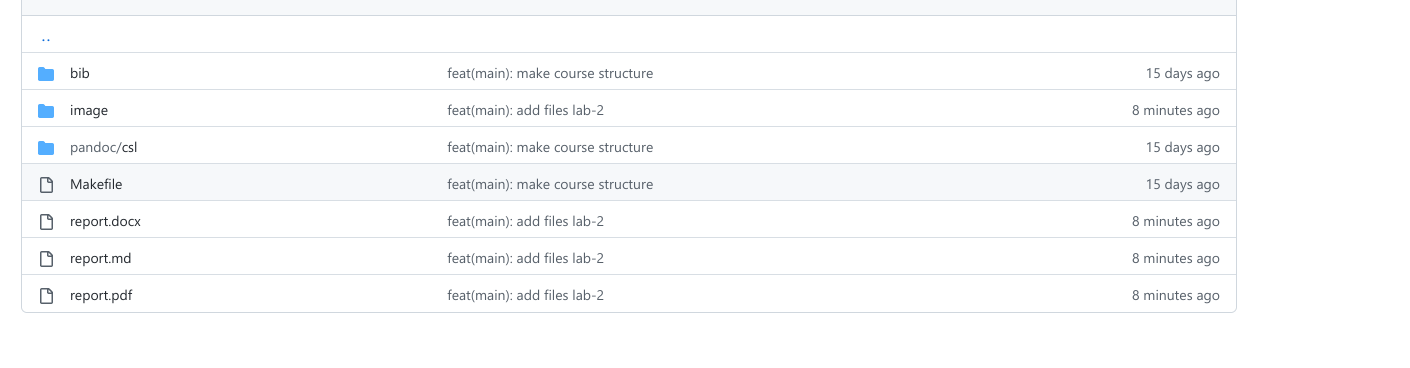 ..
bib feat(main): make course structure 15 days ago
image feat(main): add files lab-2 8 minutes ago
pandoc/csl feat(main): make course structure 15 days ago
Makefile feat(main): make course structure 15 days ago
report.docx feat(main): add files lab-2 8 minutes ago
report.md feat(main): add files lab-2 8 minutes ago
report.pdf feat(main): add files lab-2 8 minutes ago